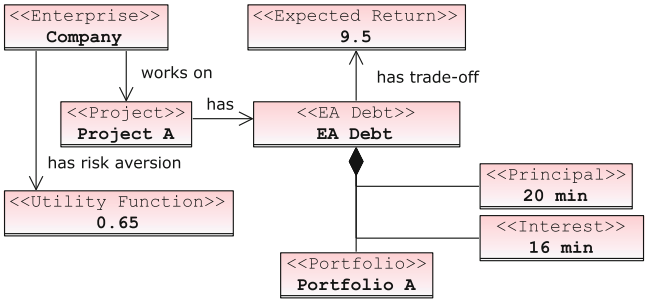 <<Enterprise>>
Company
<<Expected Return>>
9.5
works on
has trade-off
<<Project>>
Project A
has
<<EA Debt>>
EA Debt
has risk aversion
<<Utility Function>>
0.65
<<Principal>>
20 min
<<Interest>>
16 min
<<Portfolio>>
Portfolio A